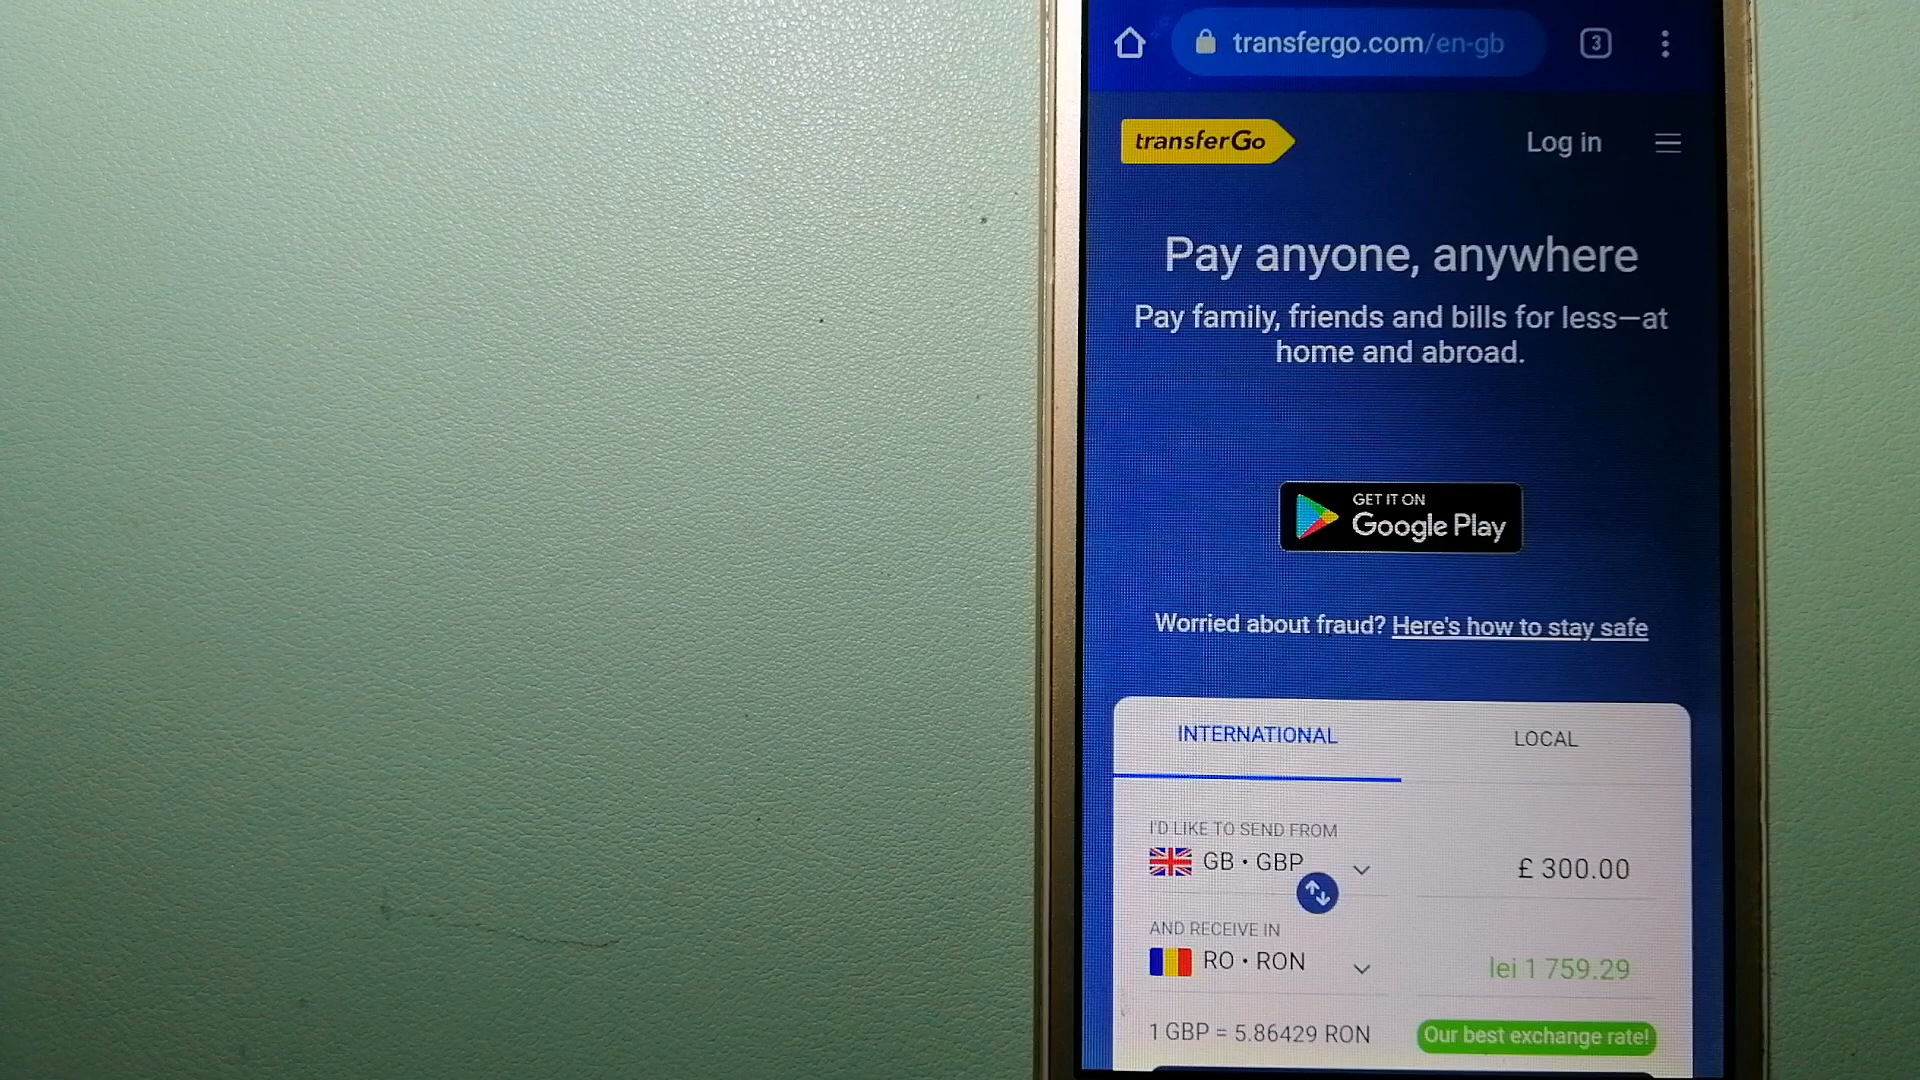 transfergo.com/en-gb
3
transferGo
Log in
Pay anyone, anywhere
Pay family, friends and bills for less—at
home and abroad.
GET IT ON
Google Play
Worried about fraud? Here's how to stay safe
INTERNATIONAL
LOCAL
I'D LIKE TO SEND FROM
GB • GBP
£ 300.00
AND RECEIVE IN
RO • RON
lei 1 759.29
1 GBP = 5.86429 RON
Our best exchange rate!